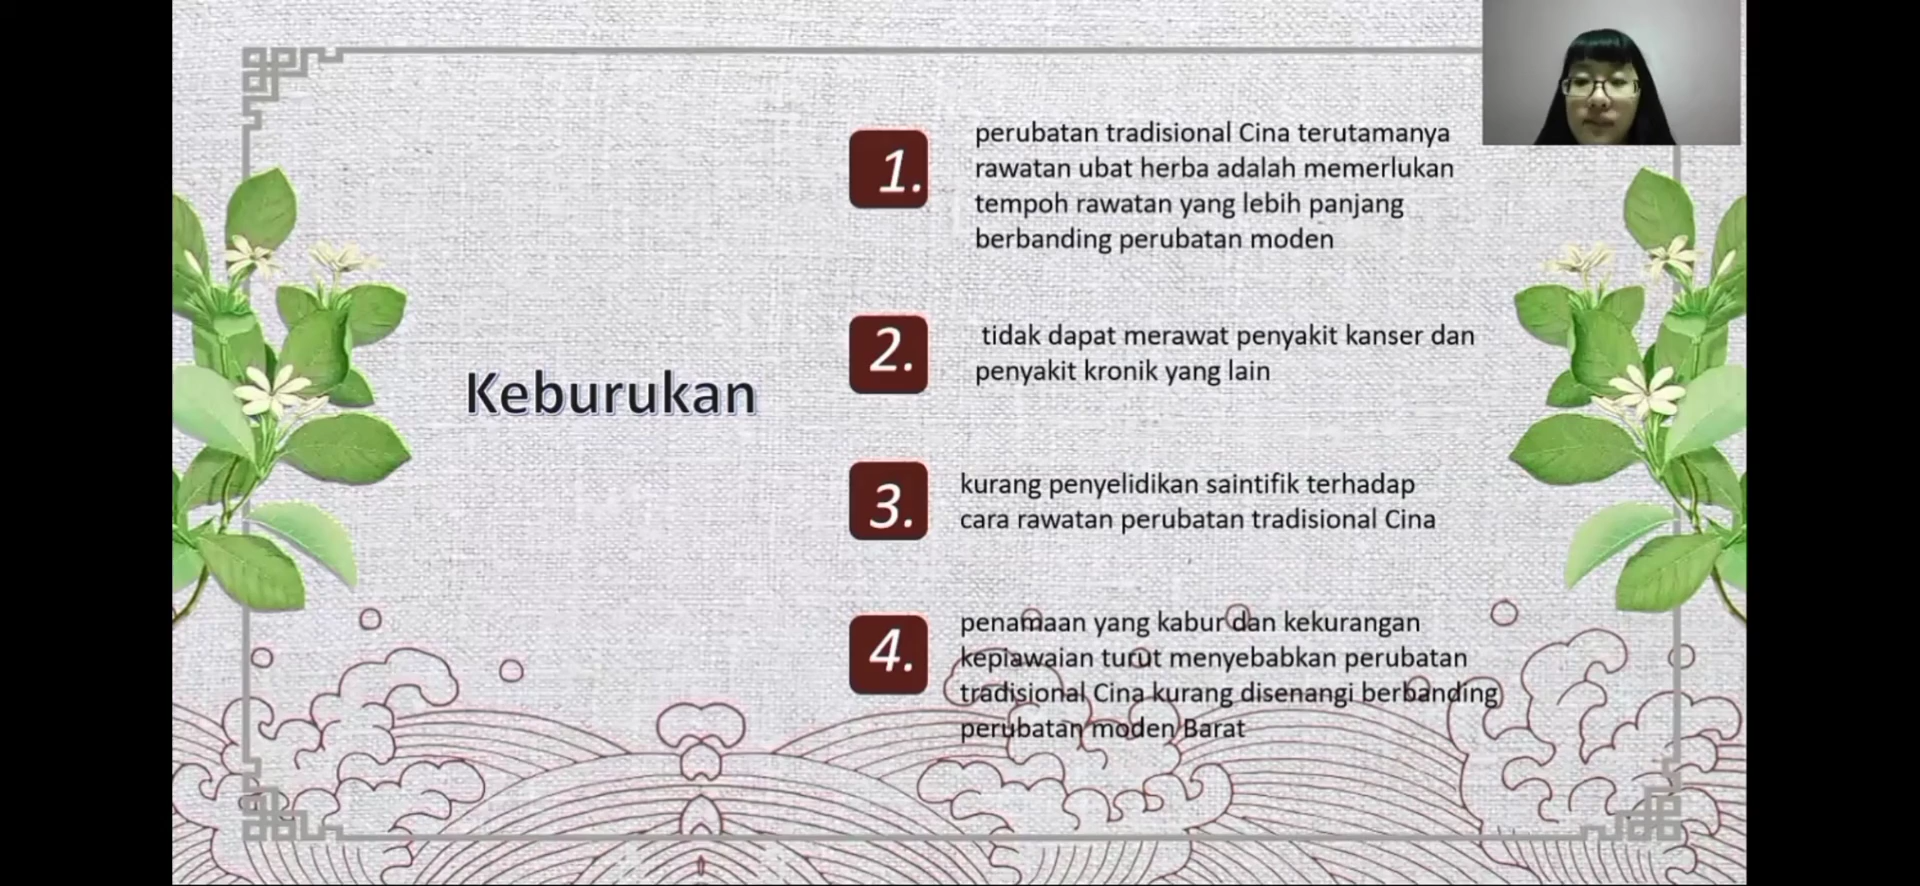 Keburukan
1.
perubatan tradisional Cina terutamanya
rawatan ubat herba adalah memerlukan
tempoh rawatan yang lebih panjang
berbanding perubatan moden
2.
tidak dapat merawat penyakit kanser dan
penyakit kronik yang lain
3.
kurang penyelidikan saintifik terhadap
cara rawatan perubatan tradisional Cina
4.
penamaan yang kabur dan kekurangan
kepiawaian turut menyebabkan perubatan
tradisional Cina kurang disenangi berbanding
perubatan moden Barat